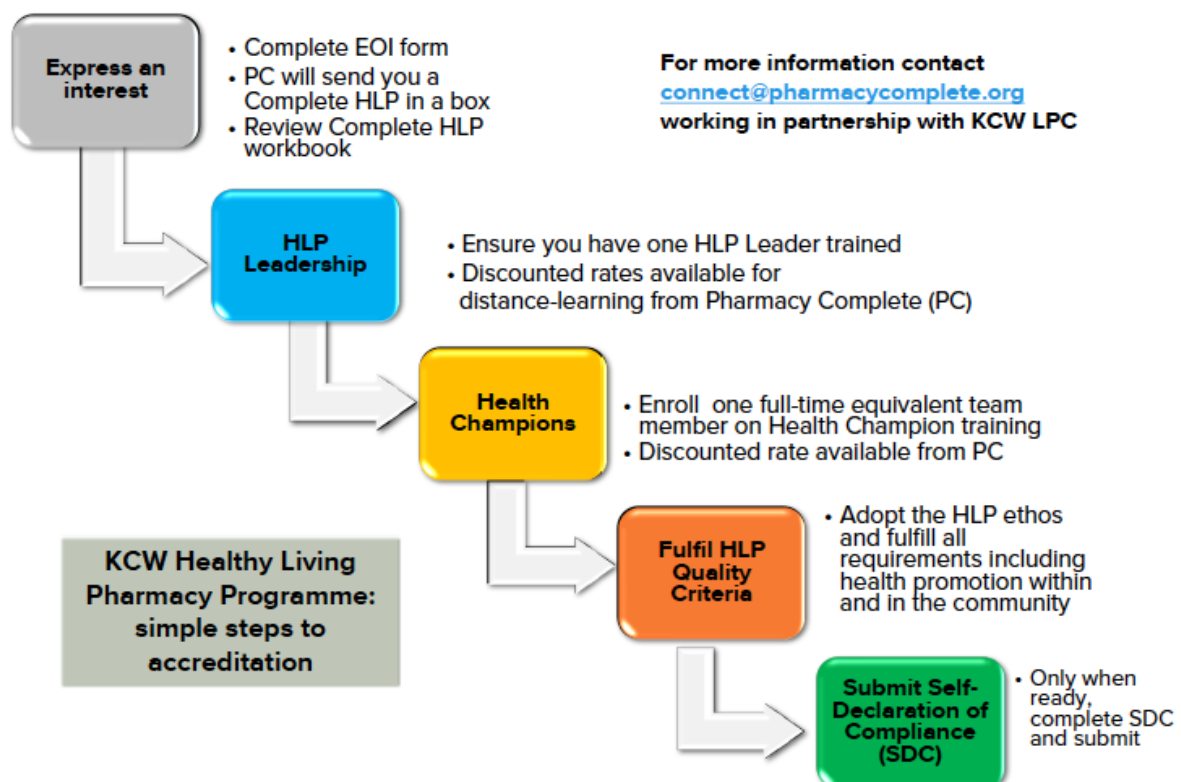 Express an
interest
• Complete EOI form
• PC will send you a
Complete HLP in a box
• Review Complete HLP
workbook
For more information contact
connect@pharmacycomplete.org
working in partnership with KCW LPC
HLP
Leadership
• Ensure you have one HLP Leader trained
• Discounted rates available for
distance-learning from Pharmacy Complete (PC)
Health
Champions
• Enroll one full-time equivalent team
member on Health Champion training
• Discounted rate available from PC
Fulfil HLP
Quality
Criteria
• Adopt the HLP ethos
and fulfill all
requirements including
health promotion within
and in the community
KCW Healthy Living
Pharmacy Programme:
simple steps to
accreditation
Submit Self-
Declaration of
Compliance
(SDC)
• Only when
ready,
complete SDC
and submit